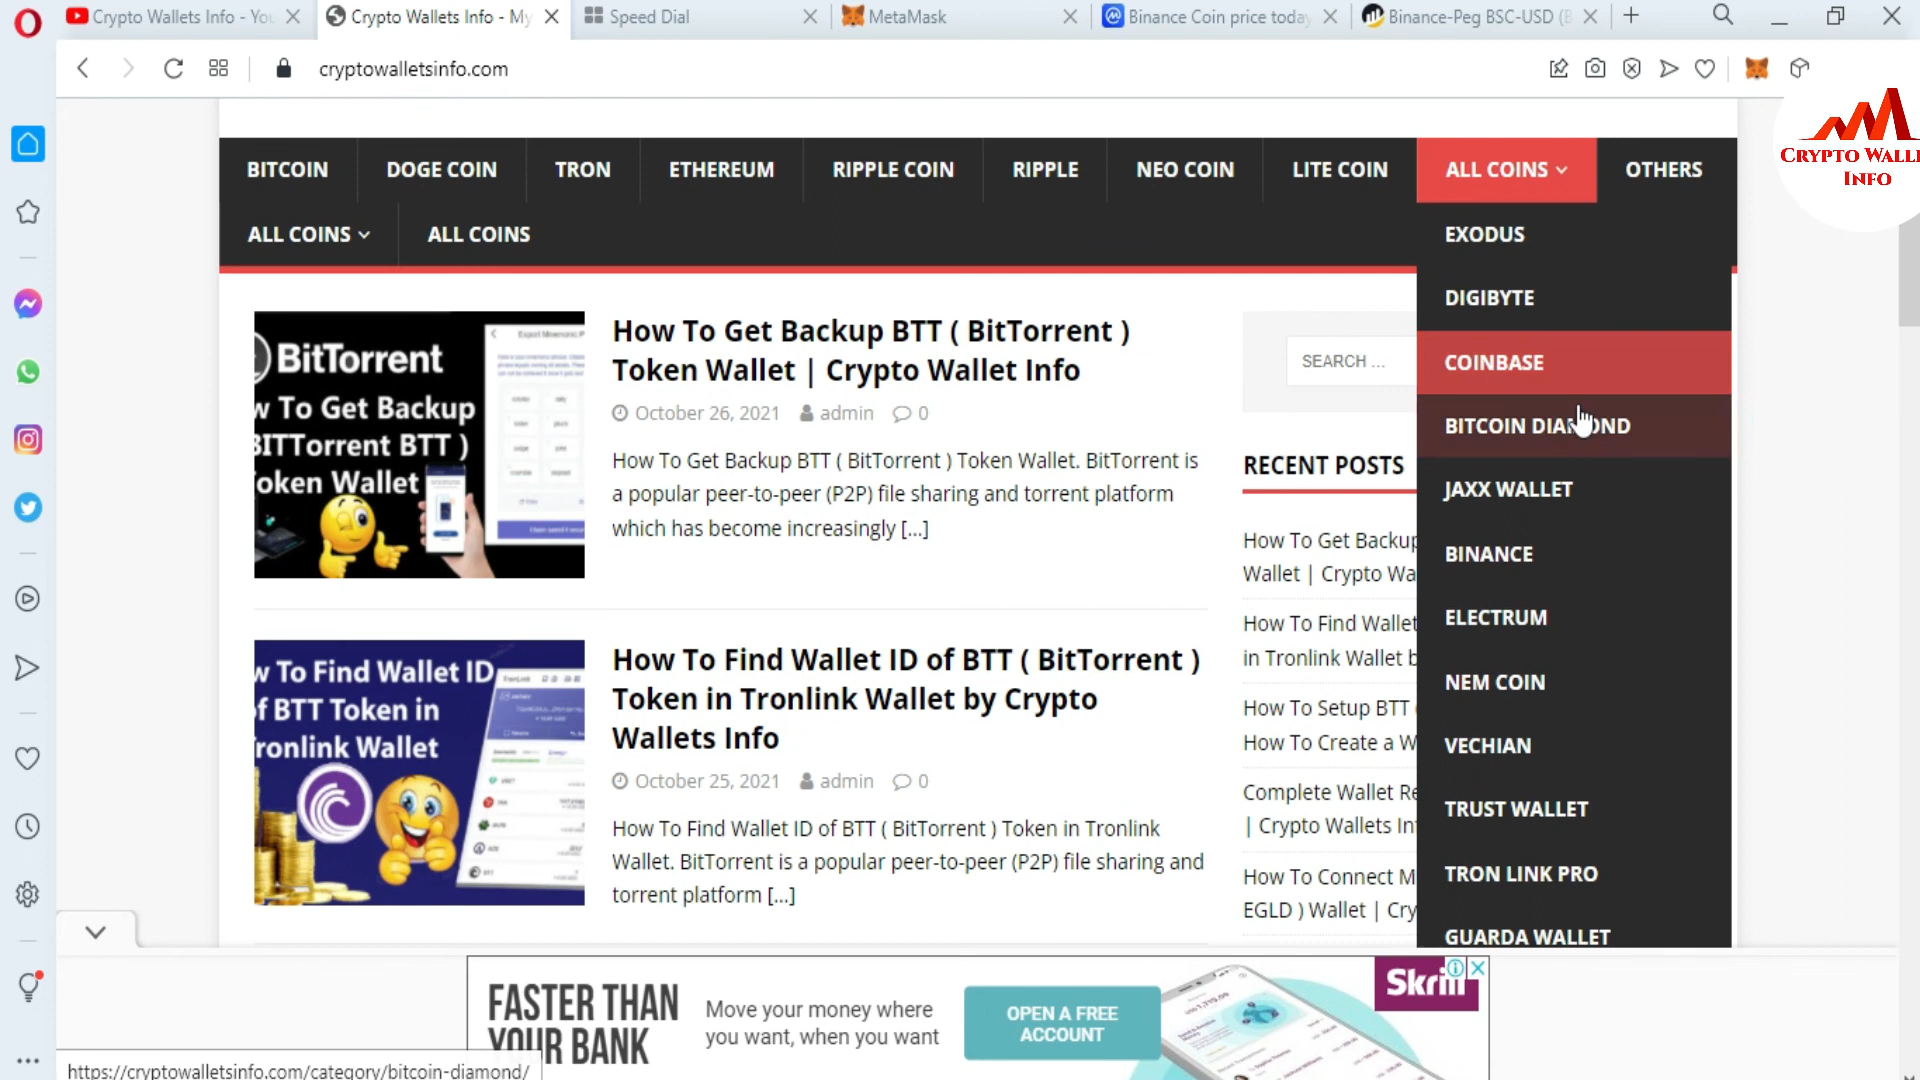 Crypto Wallets Info - You
Crypto Wallets Info - My
Speed Dial
MetaMask
Binance Coin price today
Binance-Peg BSC-USD (B
cryptowalletsinfo.com
CRYPTO WALLE
INFO
BITCOIN
DOGE COIN
TRON
ETHEREUM
RIPPLE COIN
RIPPLE
NEO COIN
LITE COIN
ALL COINS
OTHERS
ALL COINS
ALL COINS
EXODUS
DIGIBYTE
COINBASE
BITCOIN DIAMOND
JAXX WALLET
BINANCE
ELECTRUM
NEM COIN
VECHIAN
TRUST WALLET
TRON LINK PRO
GUARDA WALLET
BitTorrent
w To Get Backup
BITTorrent BTT )
Token Wallet
Export Mnemonic P
How To Get Backup BTT ( BitTorrent )
Token Wallet | Crypto Wallet Info
October 26, 2021 admin 0
How To Get Backup BTT ( BitTorrent ) Token Wallet. BitTorrent is
a popular peer-to-peer (P2P) file sharing and torrent platform
which has become increasingly [...]
w To Find Wallet ID
of BTT Token in
Tronlink Wallet
How To Find Wallet ID of BTT ( BitTorrent )
Token in Tronlink Wallet by Crypto
Wallets Info
October 25, 2021 admin 0
How To Find Wallet ID of BTT ( BitTorrent ) Token in Tronlink
Wallet. BitTorrent is a popular peer-to-peer (P2P) file sharing and
torrent platform [...]
SEARCH ...
RECENT POSTS
How To Get Backup
Wallet | Crypto Wa
How To Find Wallet
in Tronlink Wallet b
How To Setup BTT (
How To Create a W
Complete Wallet Re
| Crypto Wallets Inf
How To Connect M
EGLD ) Wallet | Cry
FASTER THAN
YOUR BANK
Move your money where
you want, when you want
OPEN A FREE
ACCOUNT
Skrill
https://cryptowalletsinfo.com/category/bitcoin-diamond/